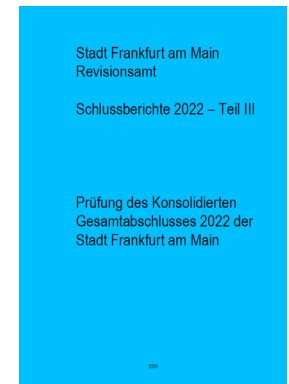 Stadt Frankfurt am Main
Revisionsamt
Schlussberichte 2022 – Teil III
Prüfung des Konsolidierten
Gesamtabschlusses 2022 der
Stadt Frankfurt am Main